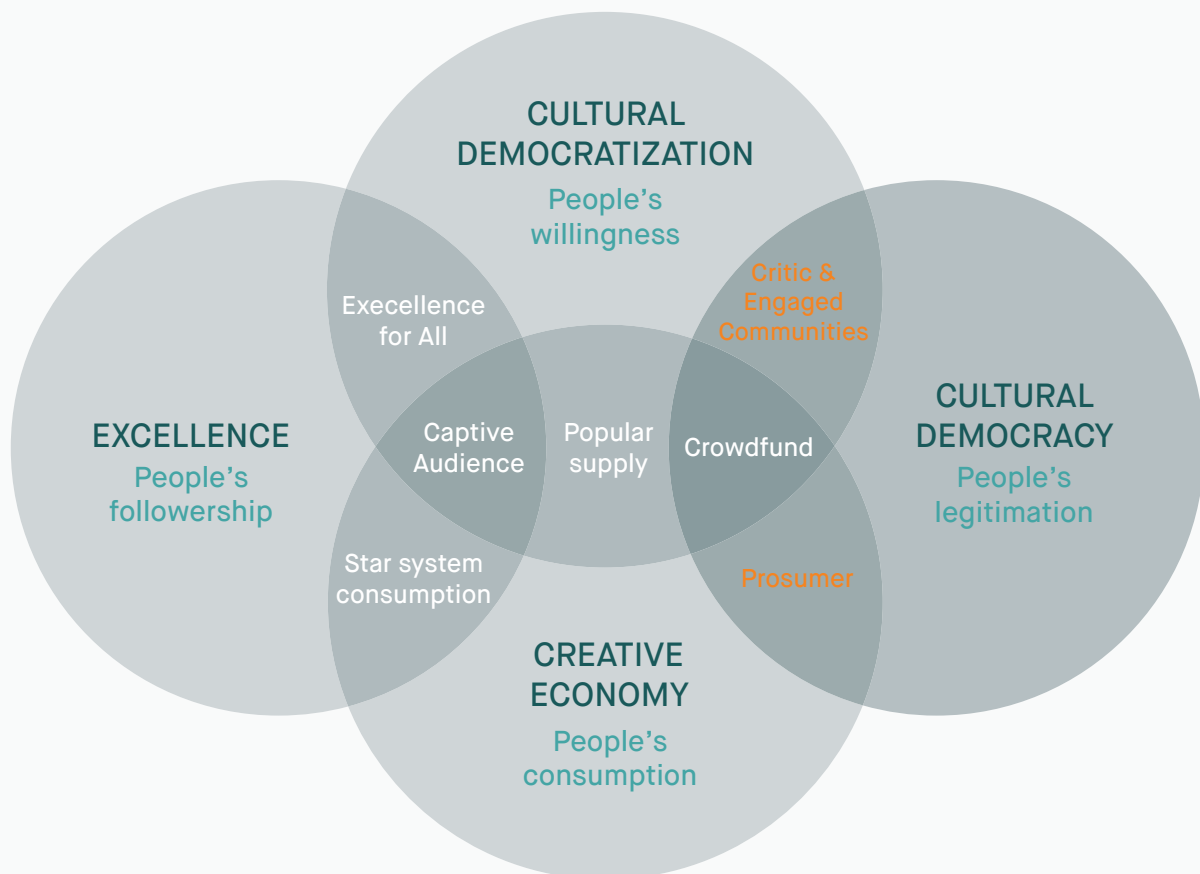 CULTURAL
DEMOCRATIZATION
People's
willingness
Critic &
Engaged
Communities
Execellence
for All
EXCELLENCE
People's
followership
Captive
Audience
Popular
supply
Crowdfund
CULTURAL
DEMOCRACY
People's
legitimation
Star system
consumption
Prosumer
CREATIVE
ECONOMY
People's
consumption